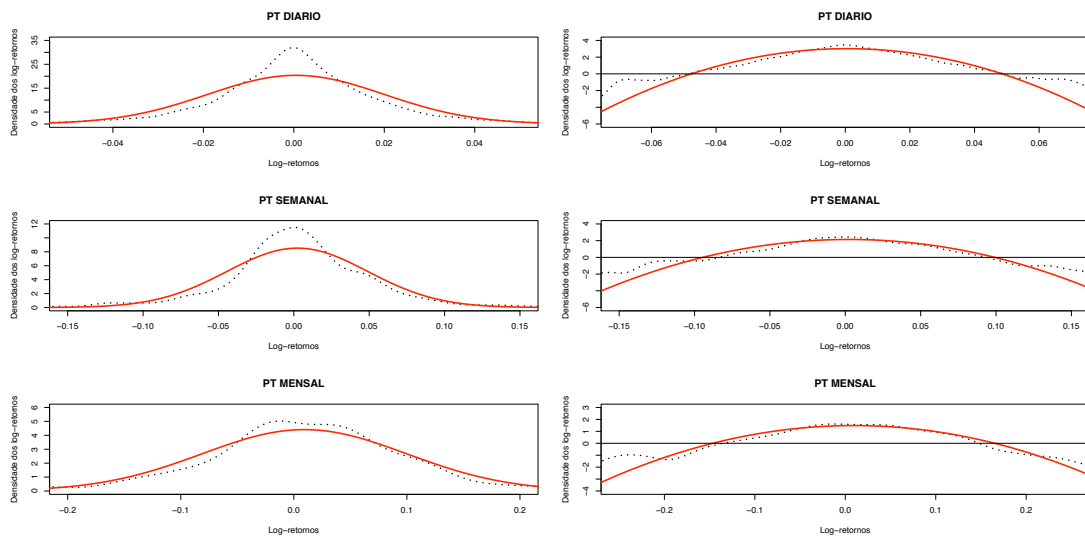 PT DIARIO
Densidade dos log−retornos
0 5 15 25 35
−0.04 −0.02 0.00 0.02 0.04
Log−retornos
PT DIARIO
Densidade dos log−retornos
−6 −2 0 2 4
−0.06 −0.04 −0.02 0.00 0.02 0.04 0.06
Log−retornos
PT SEMANAL
Densidade dos log−retornos
0 2 4 6 8 12
−0.15 −0.10 −0.05 0.00 0.05 0.10 0.15
Log−retornos
PT SEMANAL
Densidade dos log−retornos
−6 −2 0 2 4
−0.15 −0.10 −0.05 0.00 0.05 0.10 0.15
Log−retornos
PT MENSAL
Densidade dos log−retornos
0 1 2 3 4 5 6
−0.2 −0.1 0.0 0.1 0.2
Log−retornos
PT MENSAL
Densidade dos log−retornos
−4 −2 0 1 2 3
−0.2 −0.1 0.0 0.1 0.2
Log−retornos